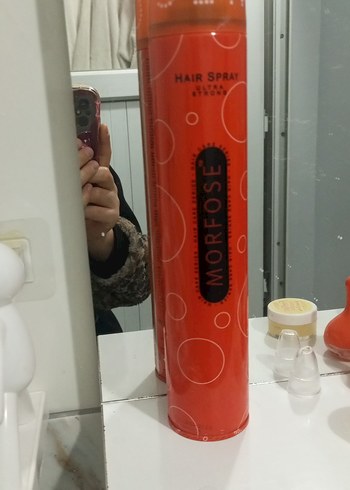 HAIR SPRAY
ULTRA
STRONG
MORFOSE